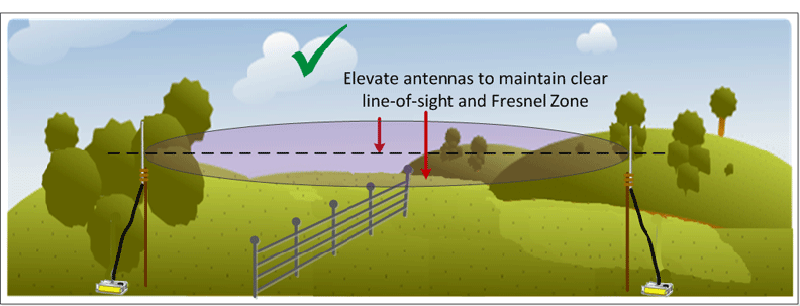 Elevate antennas to maintain clear
line-of-sight and Fresnel Zone